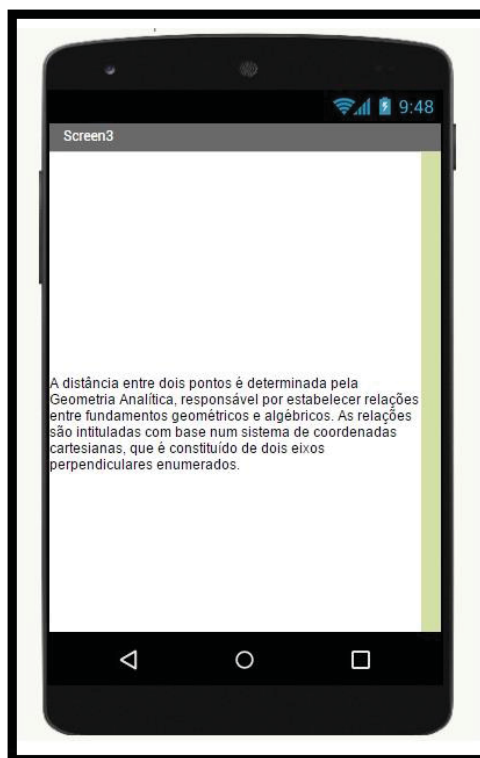 9:48
Screen3
A distância entre dois pontos é determinada pela
Geometria Analítica, responsável por estabelecer relações
entre fundamentos geométricos e algébricos. As relações
são intituladas com base num sistema de coordenadas
cartesianas, que é constituído de dois eixos
perpendiculares enumerados.